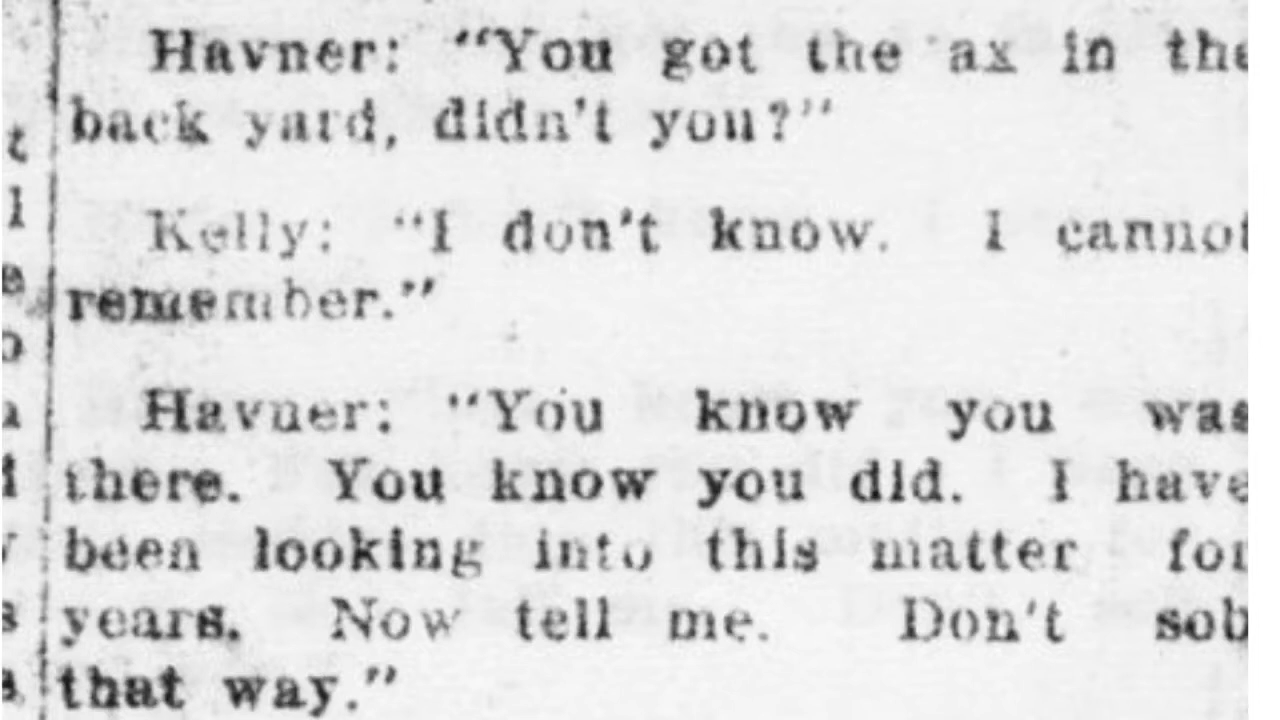 Havner: "You got the ax in the
back yard, didn't you?"
Kelly: "I don't know. I cannot
remember."
Havner: "You know you was
there. You know you did. I have
been looking into this matter for
years. Now tell me. Don't sob
that way."